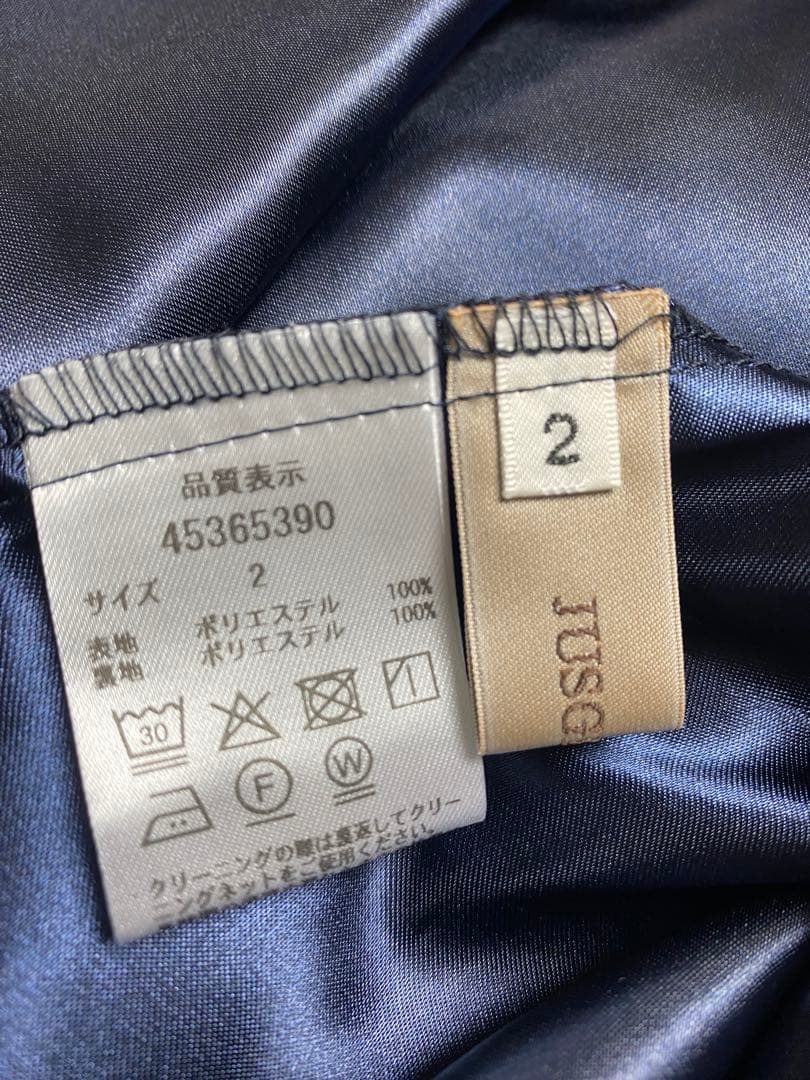 品質表示
45365390
サイズ 2
表地 ポリエステル 100%
裏地 ポリエステル 100%
30
F
W
クリーニングの際は裏返してクリー
ニングネットをご使用ください。
2
JUSG